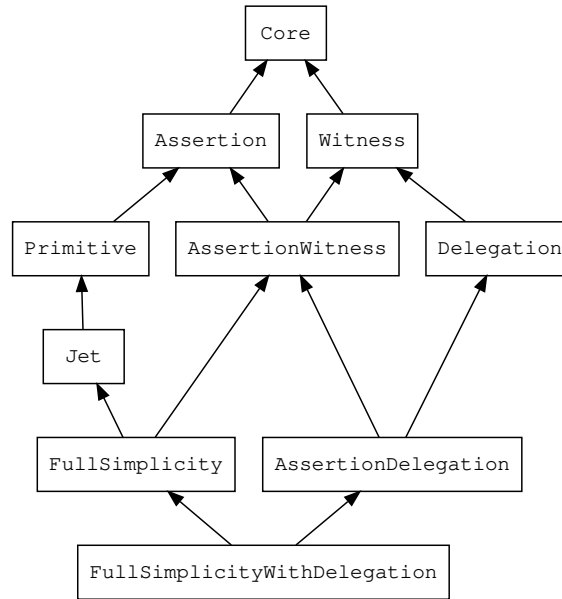 Core
Assertion
Witness
Primitive
AssertionWitness
Delegation
Jet
FullSimplicity
AssertionDelegation
FullSimplicityWithDelegation